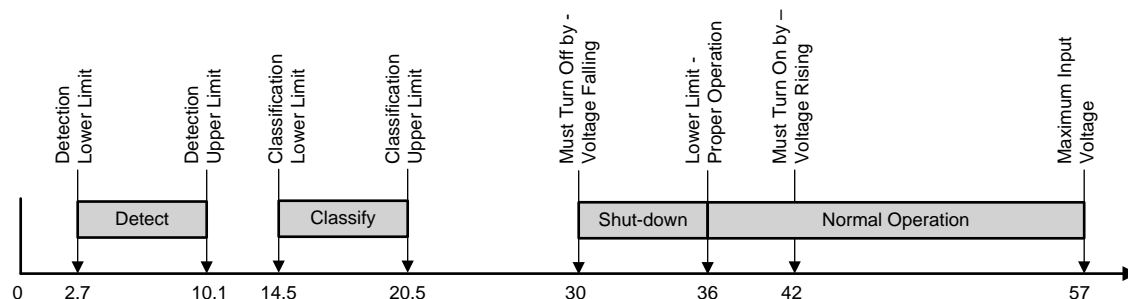 Detection
Lower Limit
Detection
Upper Limit
Classification
Lower Limit
Classification
Upper Limit
Must Turn Off by -
Voltage Falling
Lower Limit -
Proper Operation
Must Turn On by –
Voltage Rising
Maximum Input
Voltage
Detect
Classify
Shut-down
Normal Operation
0
2.7
10.1
14.5
20.5
30
36
42
57